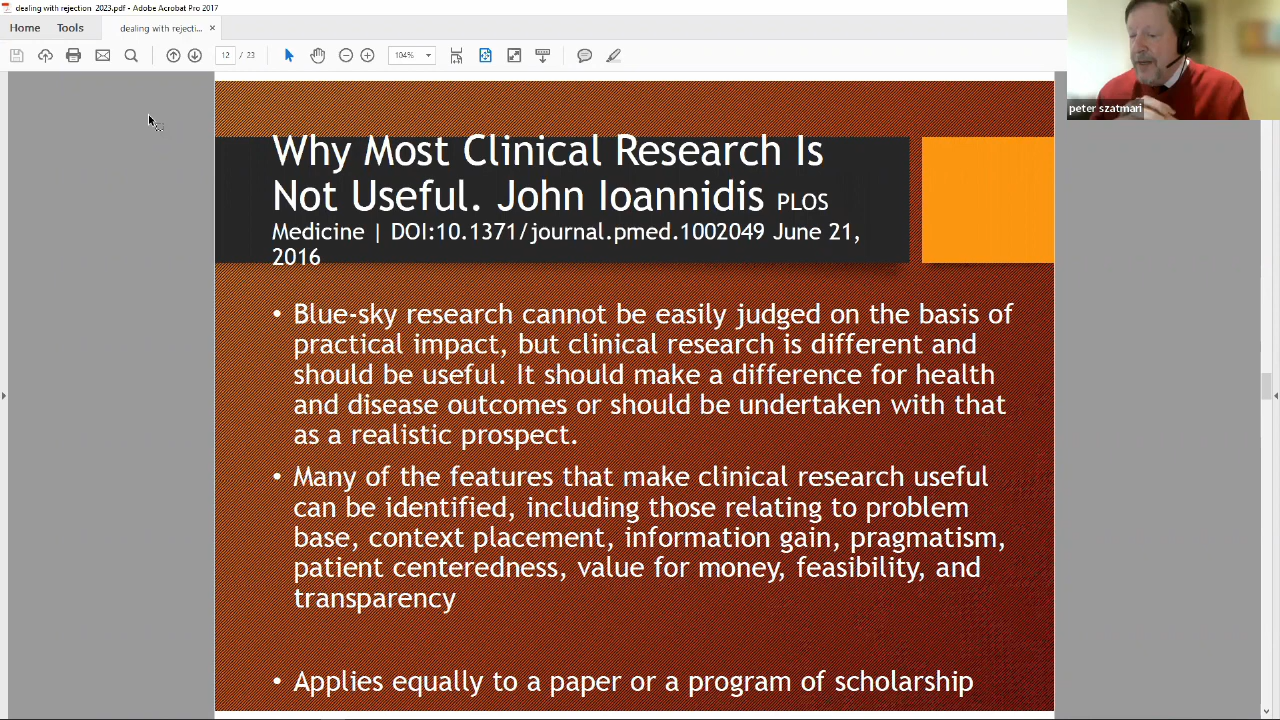 dealing with rejection 2023.pdf - Adobe Acrobat Pro 2017
Home Tools dealing with rejecti... ×
12 / 23 104%
peter szatmari
Why Most Clinical Research Is
Not Useful. John Ioannidis PLOS
Medicine | DOI:10.1371/journal.pmed.1002049 June 21,
2016
• Blue-sky research cannot be easily judged on the basis of
practical impact, but clinical research is different and
should be useful. It should make a difference for health
and disease outcomes or should be undertaken with that
as a realistic prospect.
• Many of the features that make clinical research useful
can be identified, including those relating to problem
base, context placement, information gain, pragmatism,
patient centeredness, value for money, feasibility, and
transparency
• Applies equally to a paper or a program of scholarship